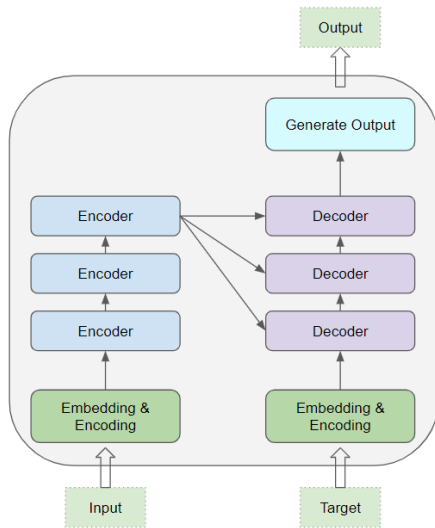 Output
Generate Output
Encoder
Decoder
Encoder
Decoder
Encoder
Decoder
Embedding &
Encoding
Embedding &
Encoding
Input
Target